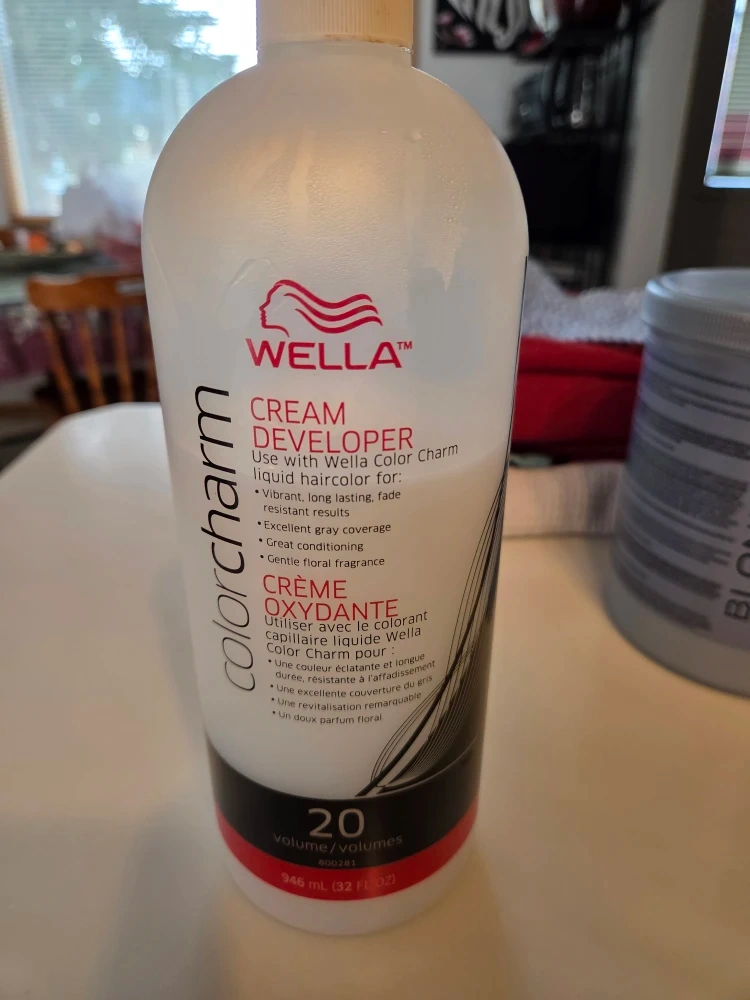 WELLA™
colorcharm
CREAM
DEVELOPER
Use with Wella Color Charm
liquid haircolor for:
• Vibrant, long lasting, fade
resistant results
• Excellent gray coverage
• Great conditioning
• Gentle floral fragrance
CRÈME
OXYDANTE
Utiliser avec le colorant
capillaire liquide Wella
Color Charm pour :
• Une couleur éclatante et longue
durée, résistante à l'affadissement
• Une excellente couverture du gris
• Une revitalisation remarquable
• Un doux parfum floral
20
volume/volumes
600281
946 mL (32 FL OZ)